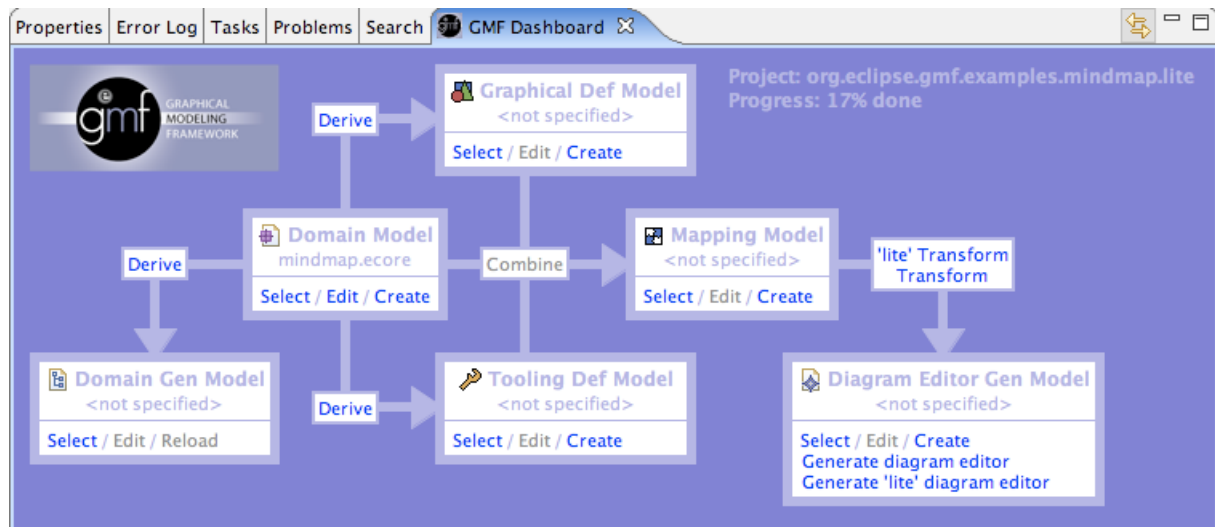 Properties Error Log Tasks Problems Search GMF Dashboard
Project: org.eclipse.gmf.examples.mindmap.lite
Progress: 17% done
e
gmf
GRAPHICAL
MODELING
FRAMEWORK
Derive
Graphical Def Model
<not specified>
Select / Edit / Create
Derive
Domain Model
mindmap.ecore
Select / Edit / Create
Combine
Mapping Model
<not specified>
Select / Edit / Create
'lite' Transform
Transform
Domain Gen Model
<not specified>
Select / Edit / Reload
Derive
Tooling Def Model
<not specified>
Select / Edit / Create
Diagram Editor Gen Model
<not specified>
Select / Edit / Create
Generate diagram editor
Generate 'lite' diagram editor